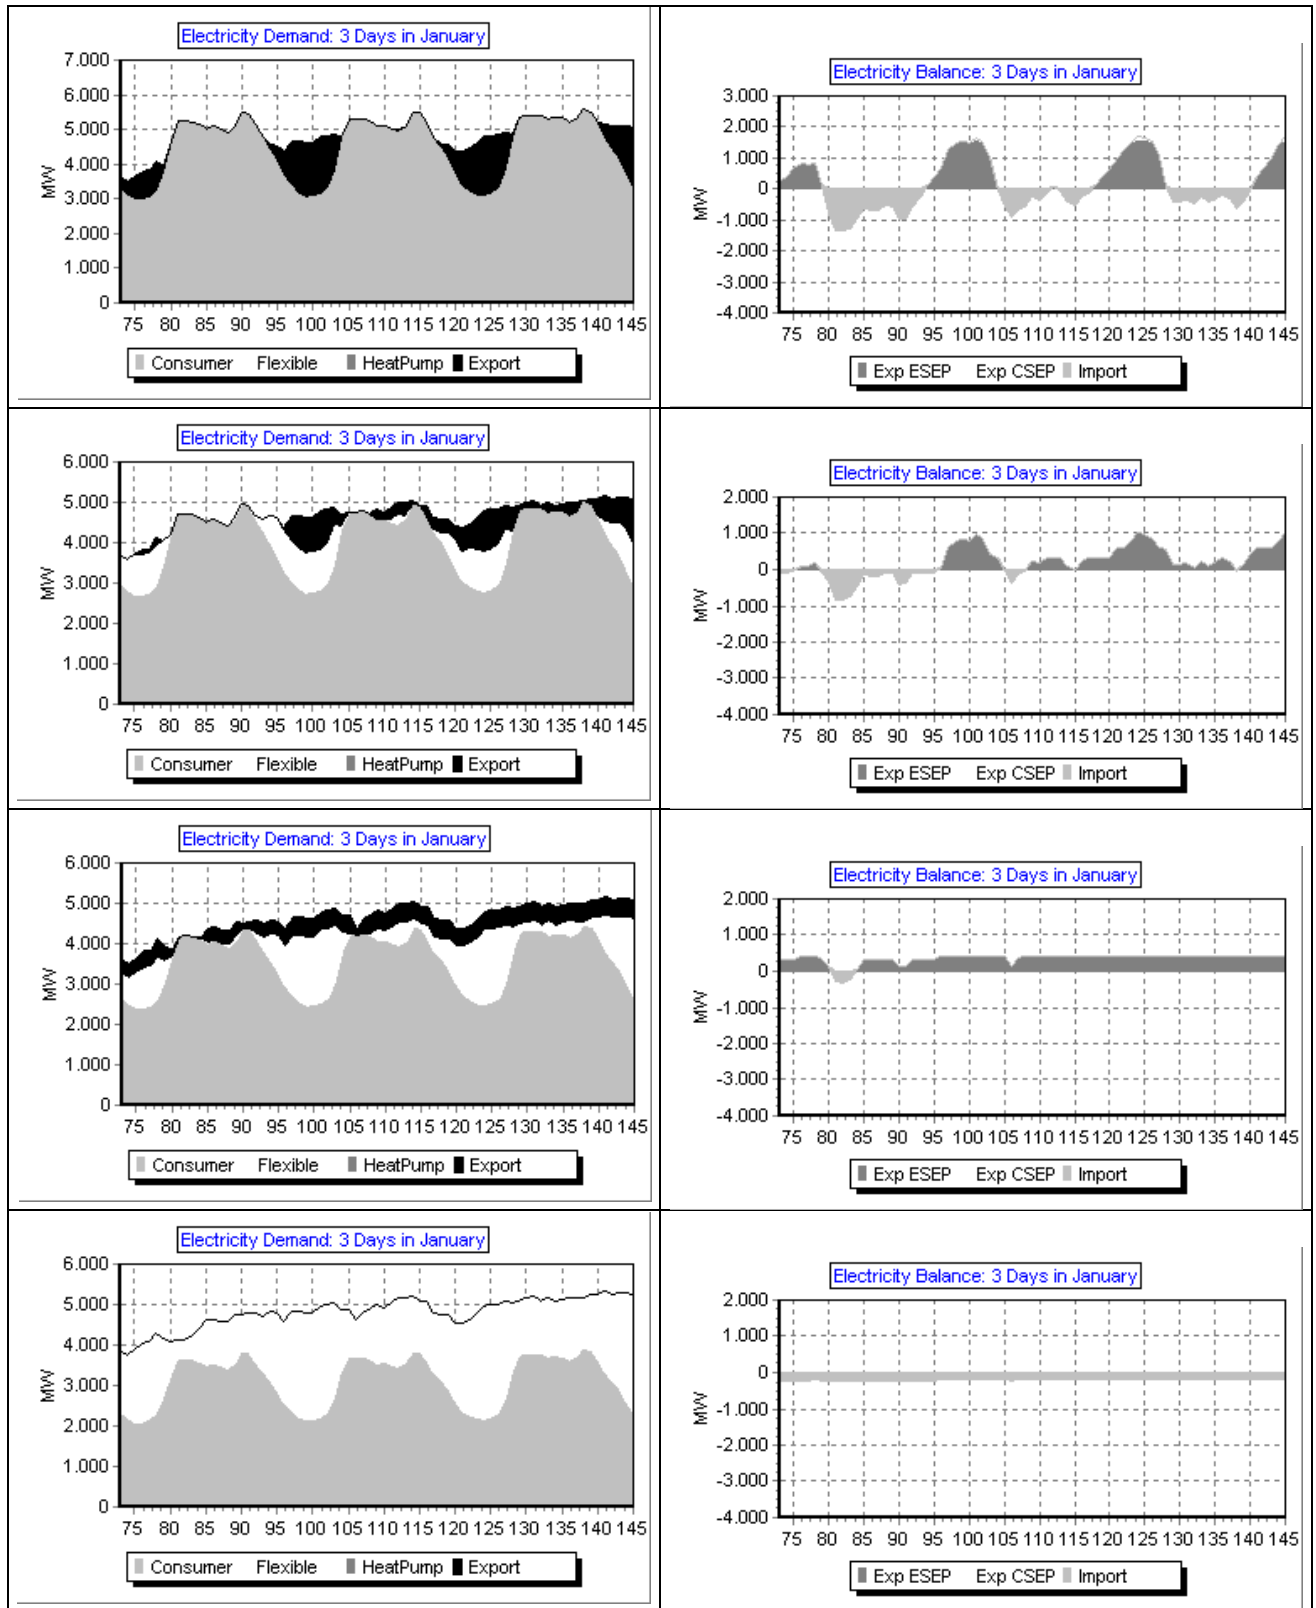 Electricity Demand: 3 Days in January
7.000
6.000
5.000
4.000
3.000
2.000
1.000
0
MW
75 80 85 90 95 100 105 110 115 120 125 130 135 140 145
Consumer Flexible HeatPump Export
Electricity Balance: 3 Days in January
3.000
2.000
1.000
0
-1.000
-2.000
-3.000
-4.000
MW
75 80 85 90 95 100 105 110 115 120 125 130 135 140 145
Exp ESEP Exp CSEP Import
Electricity Demand: 3 Days in January
6.000
5.000
4.000
3.000
2.000
1.000
0
MW
75 80 85 90 95 100 105 110 115 120 125 130 135 140 145
Consumer Flexible HeatPump Export
Electricity Balance: 3 Days in January
2.000
1.000
0
-1.000
-2.000
-3.000
-4.000
MW
75 80 85 90 95 100 105 110 115 120 125 130 135 140 145
Exp ESEP Exp CSEP Import
Electricity Demand: 3 Days in January
6.000
5.000
4.000
3.000
2.000
1.000
0
MW
75 80 85 90 95 100 105 110 115 120 125 130 135 140 145
Consumer Flexible HeatPump Export
Electricity Balance: 3 Days in January
2.000
1.000
0
-1.000
-2.000
-3.000
-4.000
MW
75 80 85 90 95 100 105 110 115 120 125 130 135 140 145
Exp ESEP Exp CSEP Import
Electricity Demand: 3 Days in January
6.000
5.000
4.000
3.000
2.000
1.000
0
MW
75 80 85 90 95 100 105 110 115 120 125 130 135 140 145
Consumer Flexible HeatPump Export
Electricity Balance: 3 Days in January
2.000
1.000
0
-1.000
-2.000
-3.000
-4.000
MW
75 80 85 90 95 100 105 110 115 120 125 130 135 140 145
Exp ESEP Exp CSEP Import